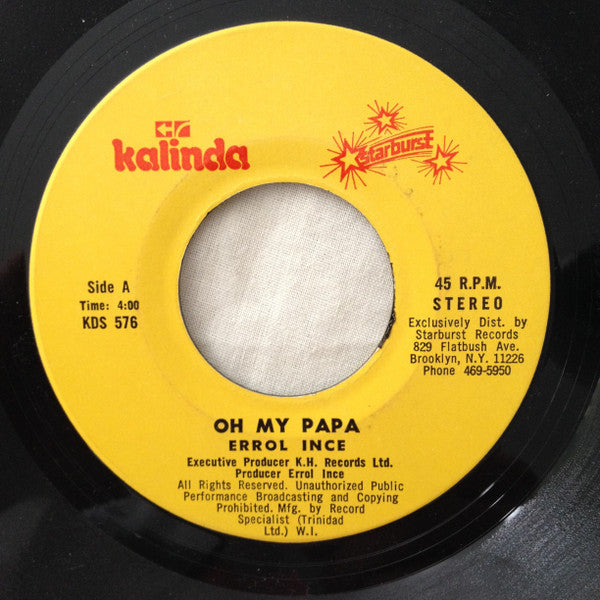 kalinda
Starburst
Side A
Time: 4:00
KDS 576
45 R.P.M.
STEREO
Exclusively Dist. by
Starburst Records
829 Flatbush Ave.
Brooklyn, N.Y. 11226
Phone 469-5950
OH MY PAPA
ERROL INCE
Executive Producer K.H. Records Ltd.
Producer Errol Ince
All Rights Reserved. Unauthorized Public
Performance Broadcasting and Copying
Prohibited. Mfg. by Record
Specialist (Trinidad
Ltd.) W.I.